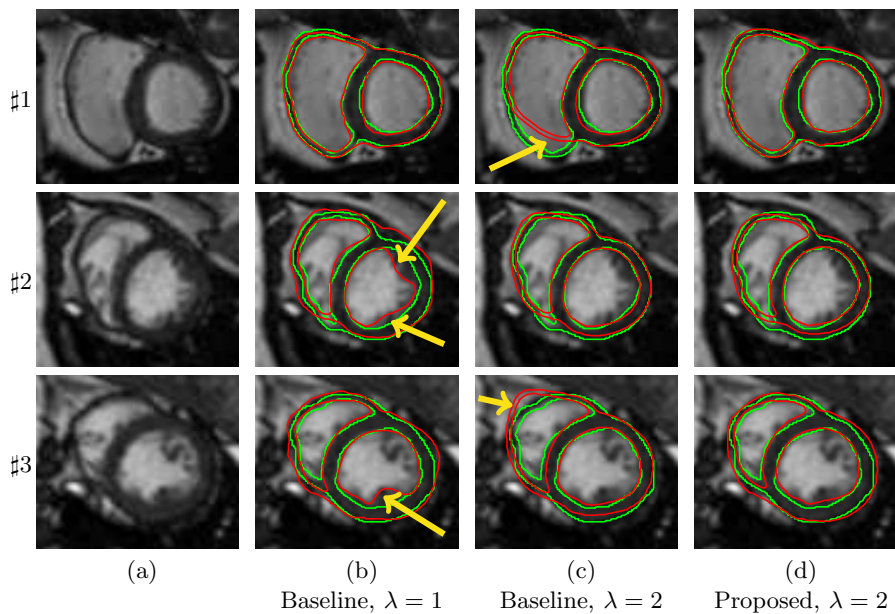 ♯1
♯2
♯3
(a) (b) (c) (d)
Baseline, λ = 1 Baseline, λ = 2 Proposed, λ = 2